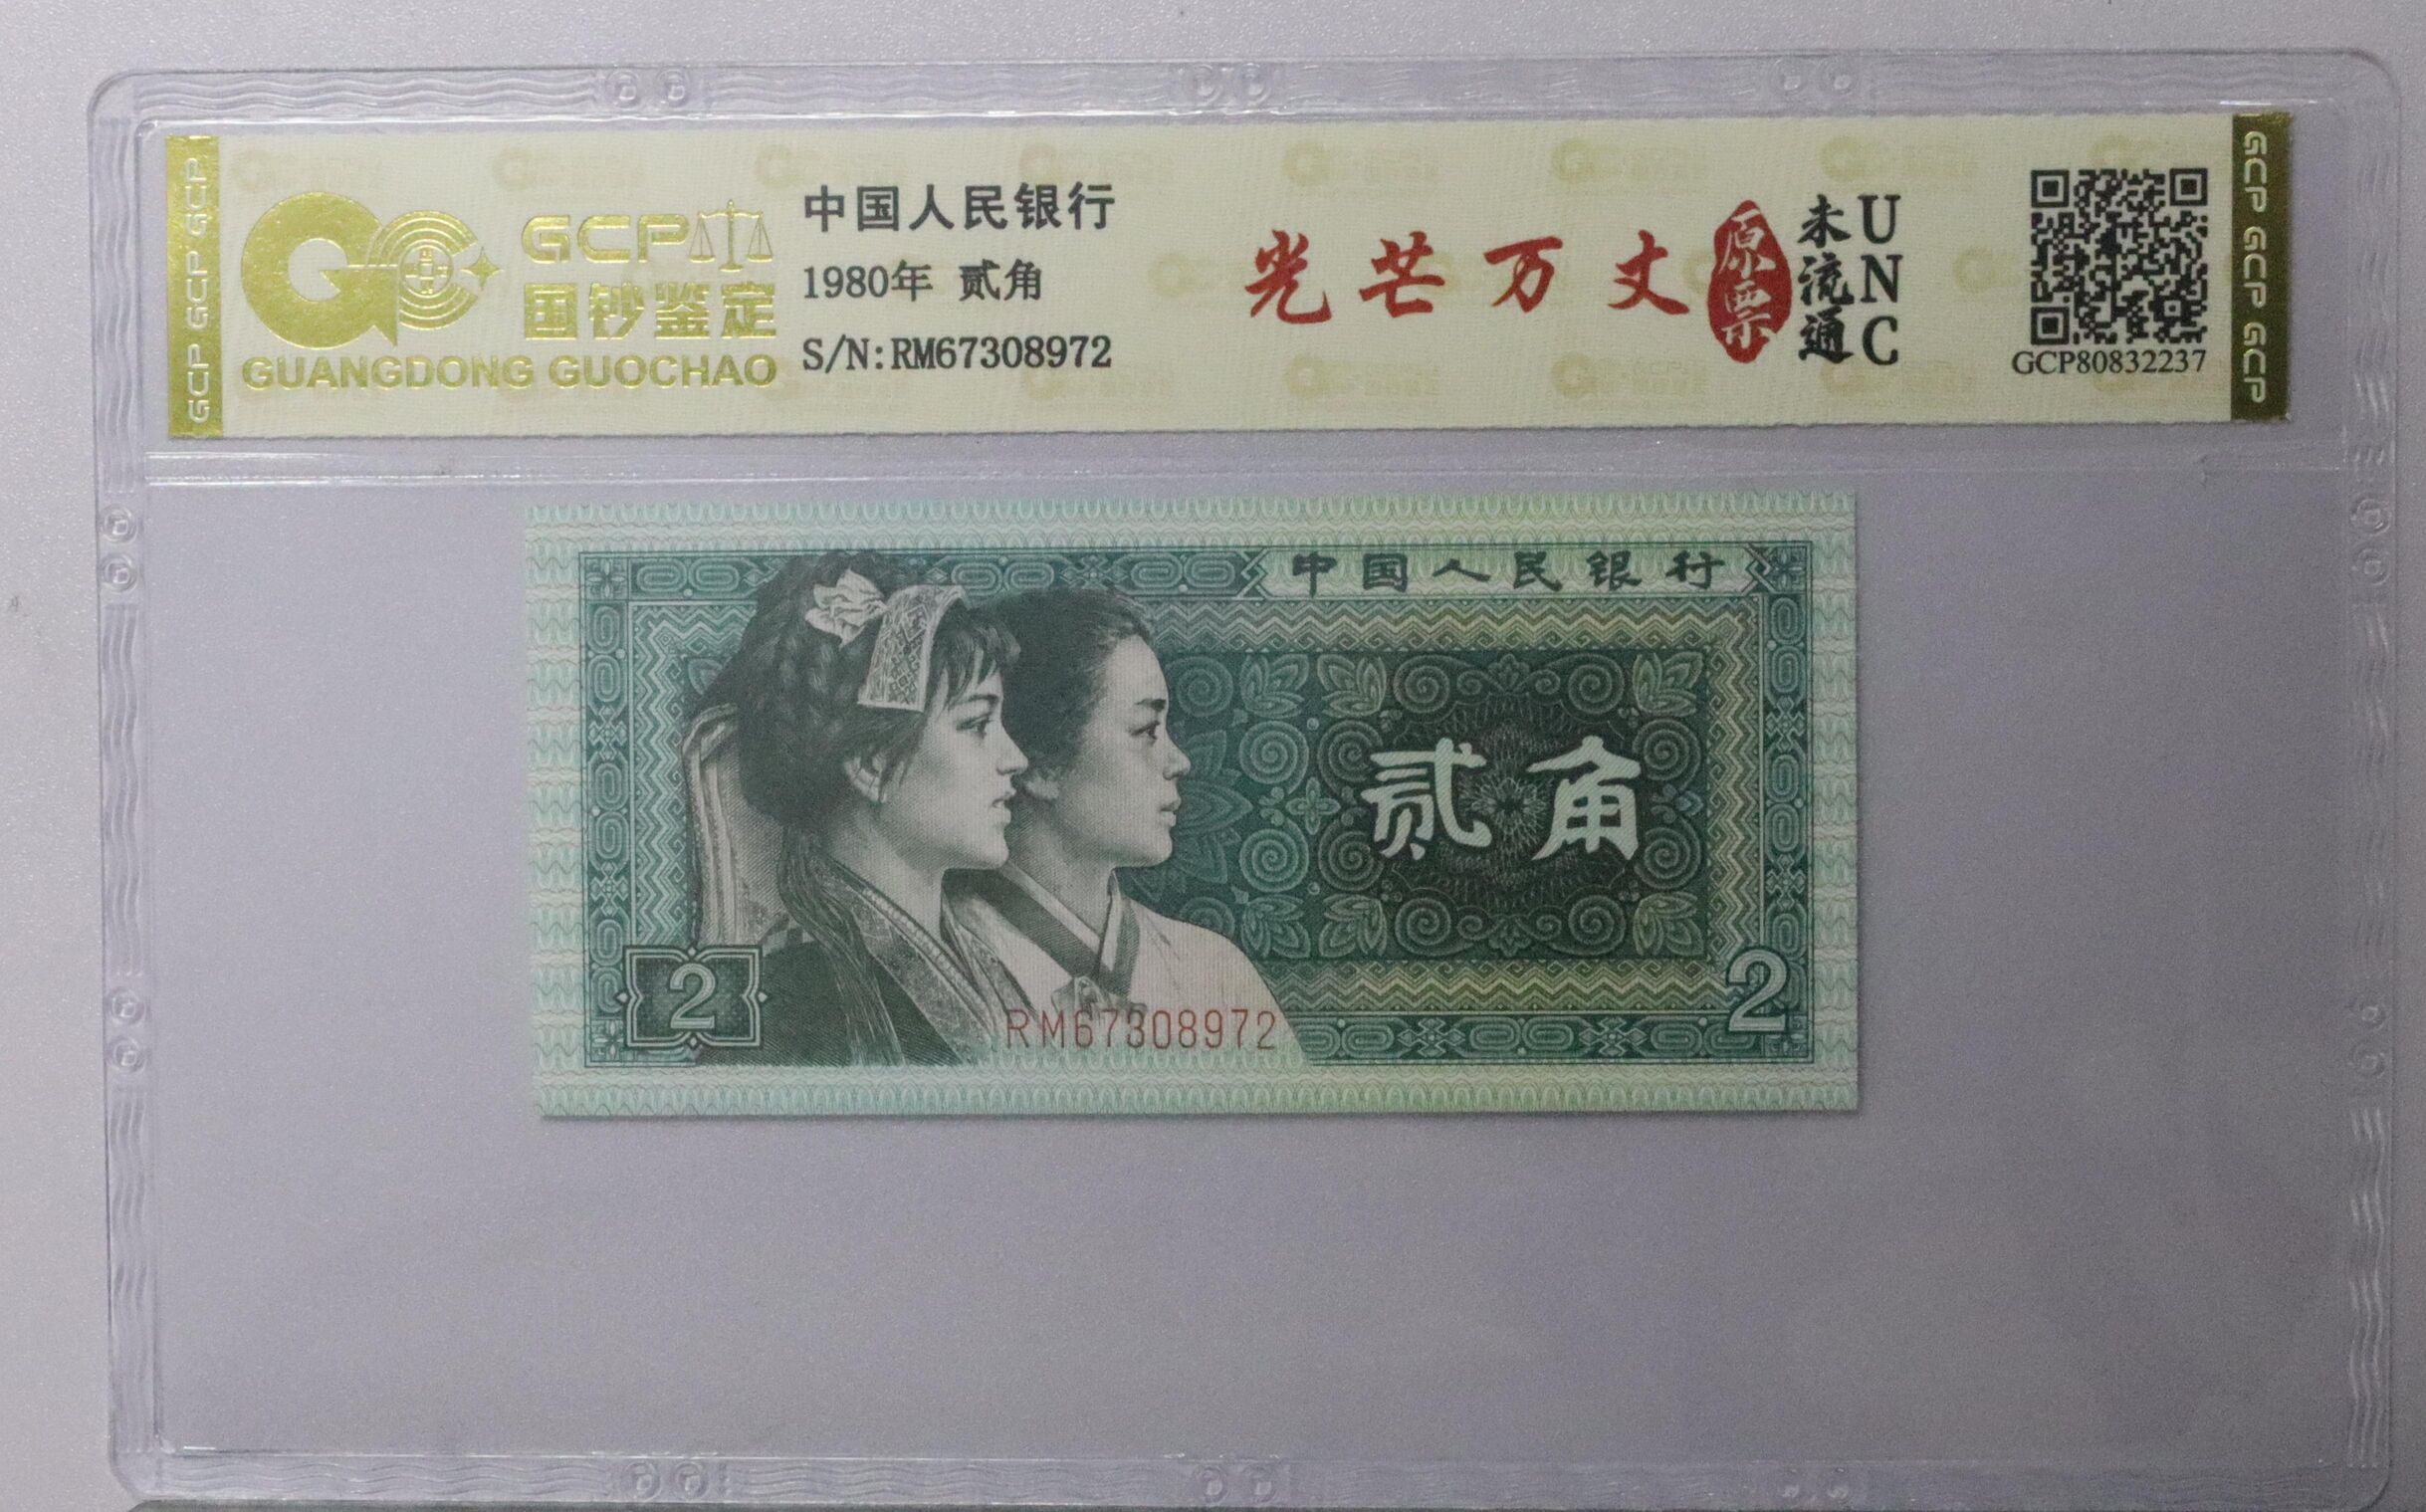 GCP GCP GCP
GCP
国钞鉴定
GUANGDONG GUOCHAO
中国人民银行
1980年 贰角
S/N:RM67308972
光芒万丈
原票
未流通
UNC
GCP80832237
GCP GCP GCP
中国人民银行
贰角
2
RM67308972
2